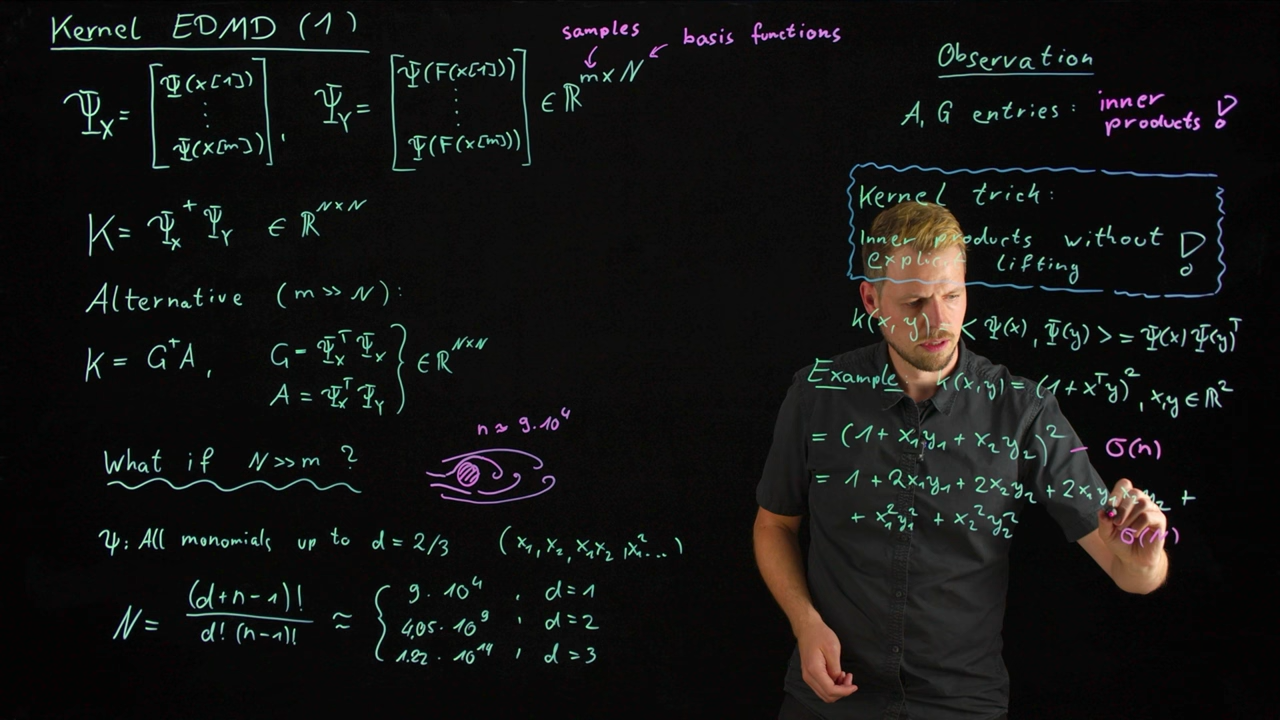 Kernel EDMD (1)
samples
basis functions
Ψ_X = [Ψ(x[1]) ⋮ Ψ(x[m])], Ψ_Y = [Ψ(F(x[1])) ⋮ Ψ(F(x[m]))] ∈ ℝ^{m×N}
K = Ψ_X^+ Ψ_Y ∈ ℝ^{N×N}
Alternative (m ≫ N):
K = G^+ A, G = Ψ_X^T Ψ_X
A = Ψ_X^T Ψ_Y } ∈ ℝ^{N×N}
n ≈ 9·10^4
What if N ≫ m ?
Ψ: All monomials up to d = 2/3 (x_1, x_2, x_1x_2, x_1^2 ...)
N = (d+n-1)! / d! (n-1)! ≈ { 9·10^4 , d=1
4,05·10^9 , d=2
1.22·10^14 , d=3
Observation
A, G entries: inner products !
Kernel trick:
Inner products without
explicit lifting !
k(x, y) = < Ψ(x), Ψ(y) > = Ψ(x) Ψ(y)^T
Example: k(x,y) = (1 + x^T y)^2, x,y ∈ ℝ^2
= (1 + x_1y_1 + x_2y_2)^2 – σ(n)
= 1 + 2x_1y_1 + 2x_2y_2 + 2x_1y_1x_2y_2 +
+ x_1^2y_1^2 + x_2^2y_2^2
σ(N)